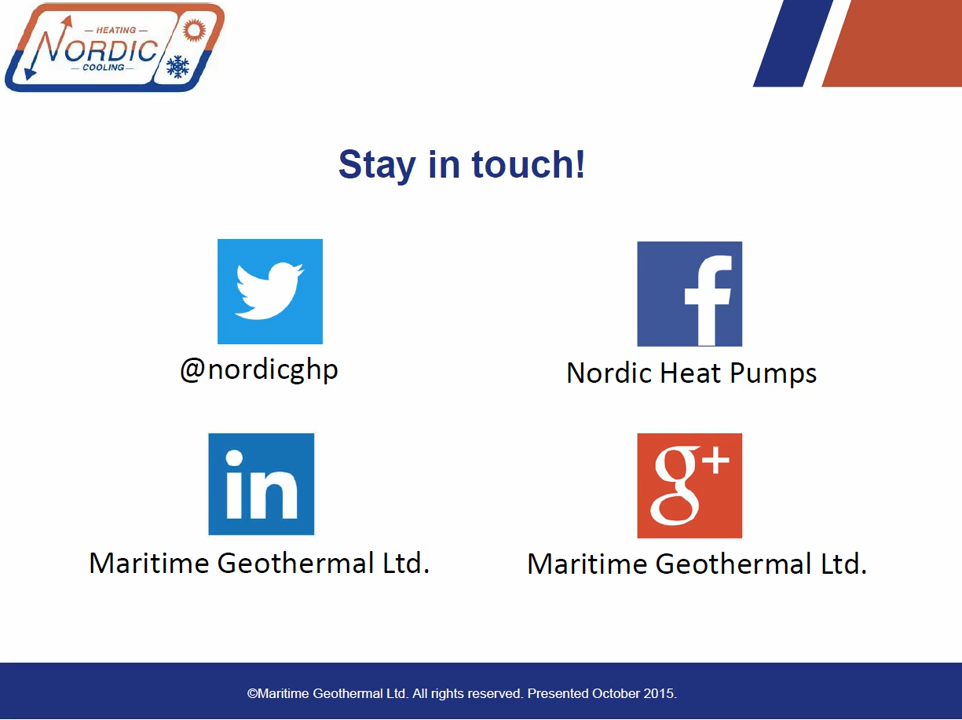 HEATING
NORDIC
COOLING
Stay in touch!
@nordicghp
f
Nordic Heat Pumps
in
Maritime Geothermal Ltd.
g+
Maritime Geothermal Ltd.
©Maritime Geothermal Ltd. All rights reserved. Presented October 2015.